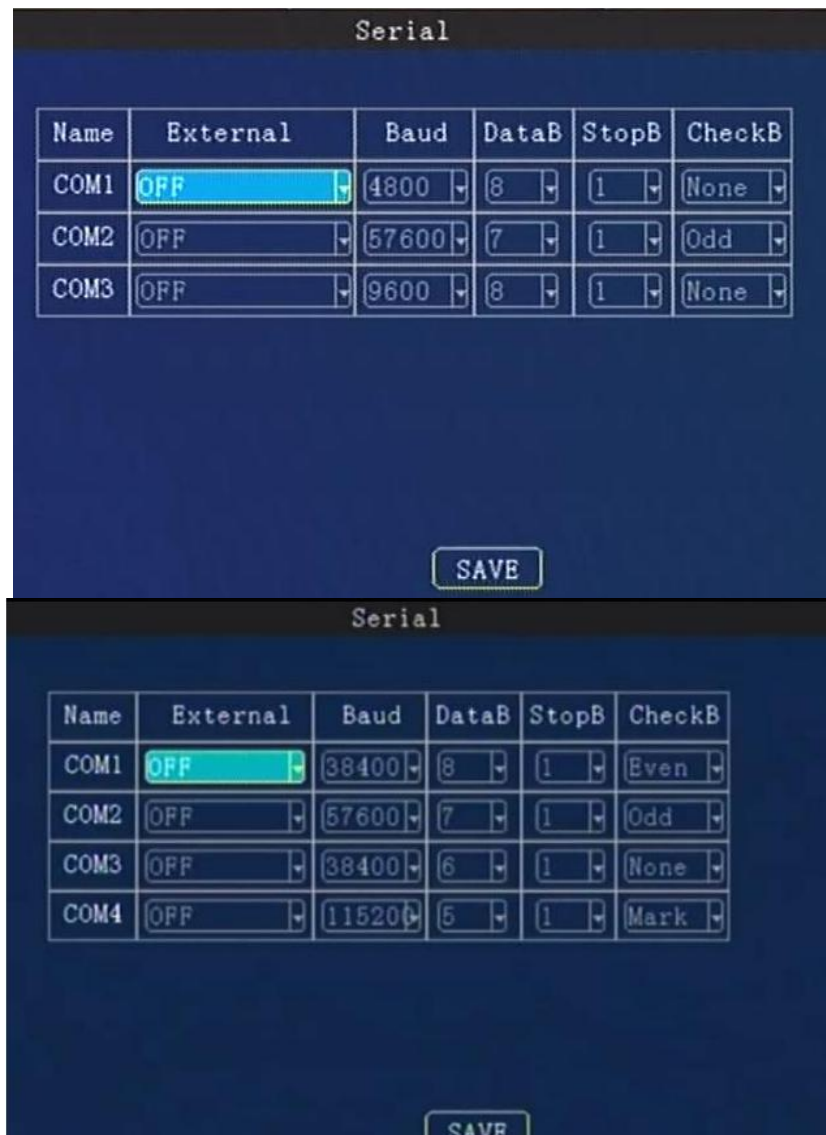 Serial
Name External Baud DataB StopB CheckB
COM1 OFF 4800 8 1 None
COM2 OFF 57600 7 1 Odd
COM3 OFF 9600 8 1 None
SAVE
Serial
Name External Baud DataB StopB CheckB
COM1 OFF 38400 8 1 Even
COM2 OFF 57600 7 1 Odd
COM3 OFF 38400 6 1 None
COM4 OFF 115200 5 1 Mark
SAVE